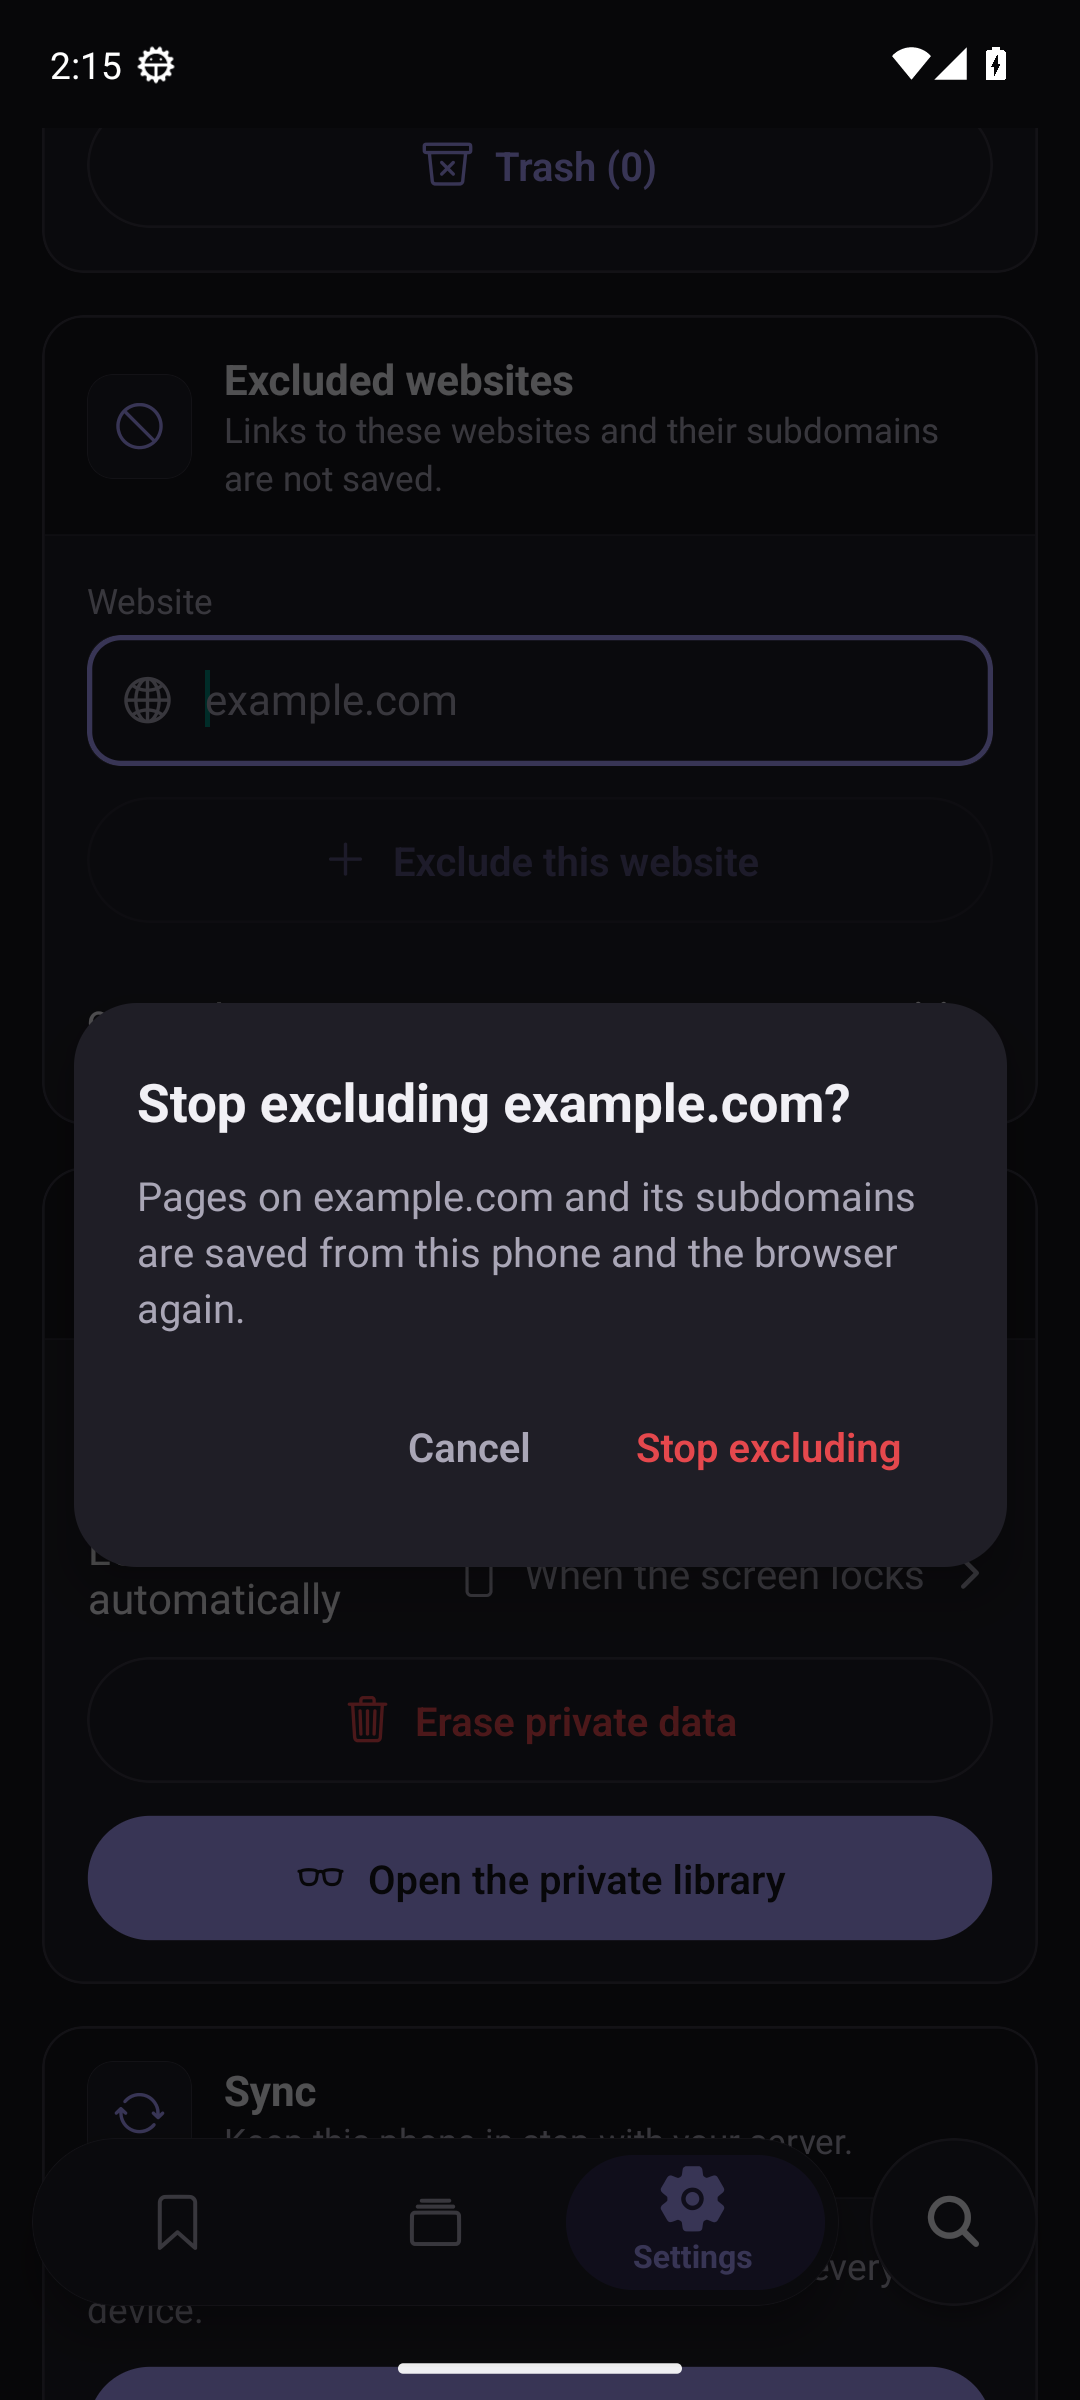 2:15
Trash (0)
Excluded websites
Links to these websites and their subdomains
are not saved.
Website
example.com
Exclude this website
Stop excluding example.com?
Pages on example.com and its subdomains
are saved from this phone and the browser
again.
Cancel
Stop excluding
When the screen locks
automatically
Erase private data
Open the private library
Sync
Keep this phone in step with your server.
Settings
every
device.